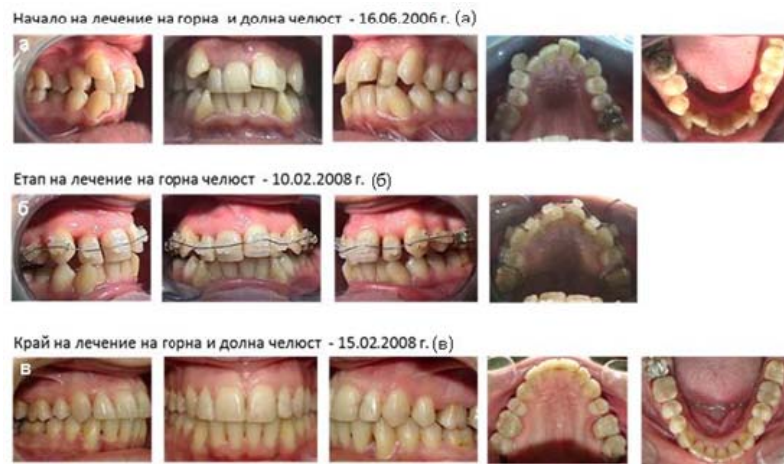 Начало на лечение на горна и долна челюст - 16.06.2006 г. (а)
а
Етап на лечение на горна челюст - 10.02.2008 г. (б)
б
Край на лечение на горна и долна челюст - 15.02.2008 г. (в)
в